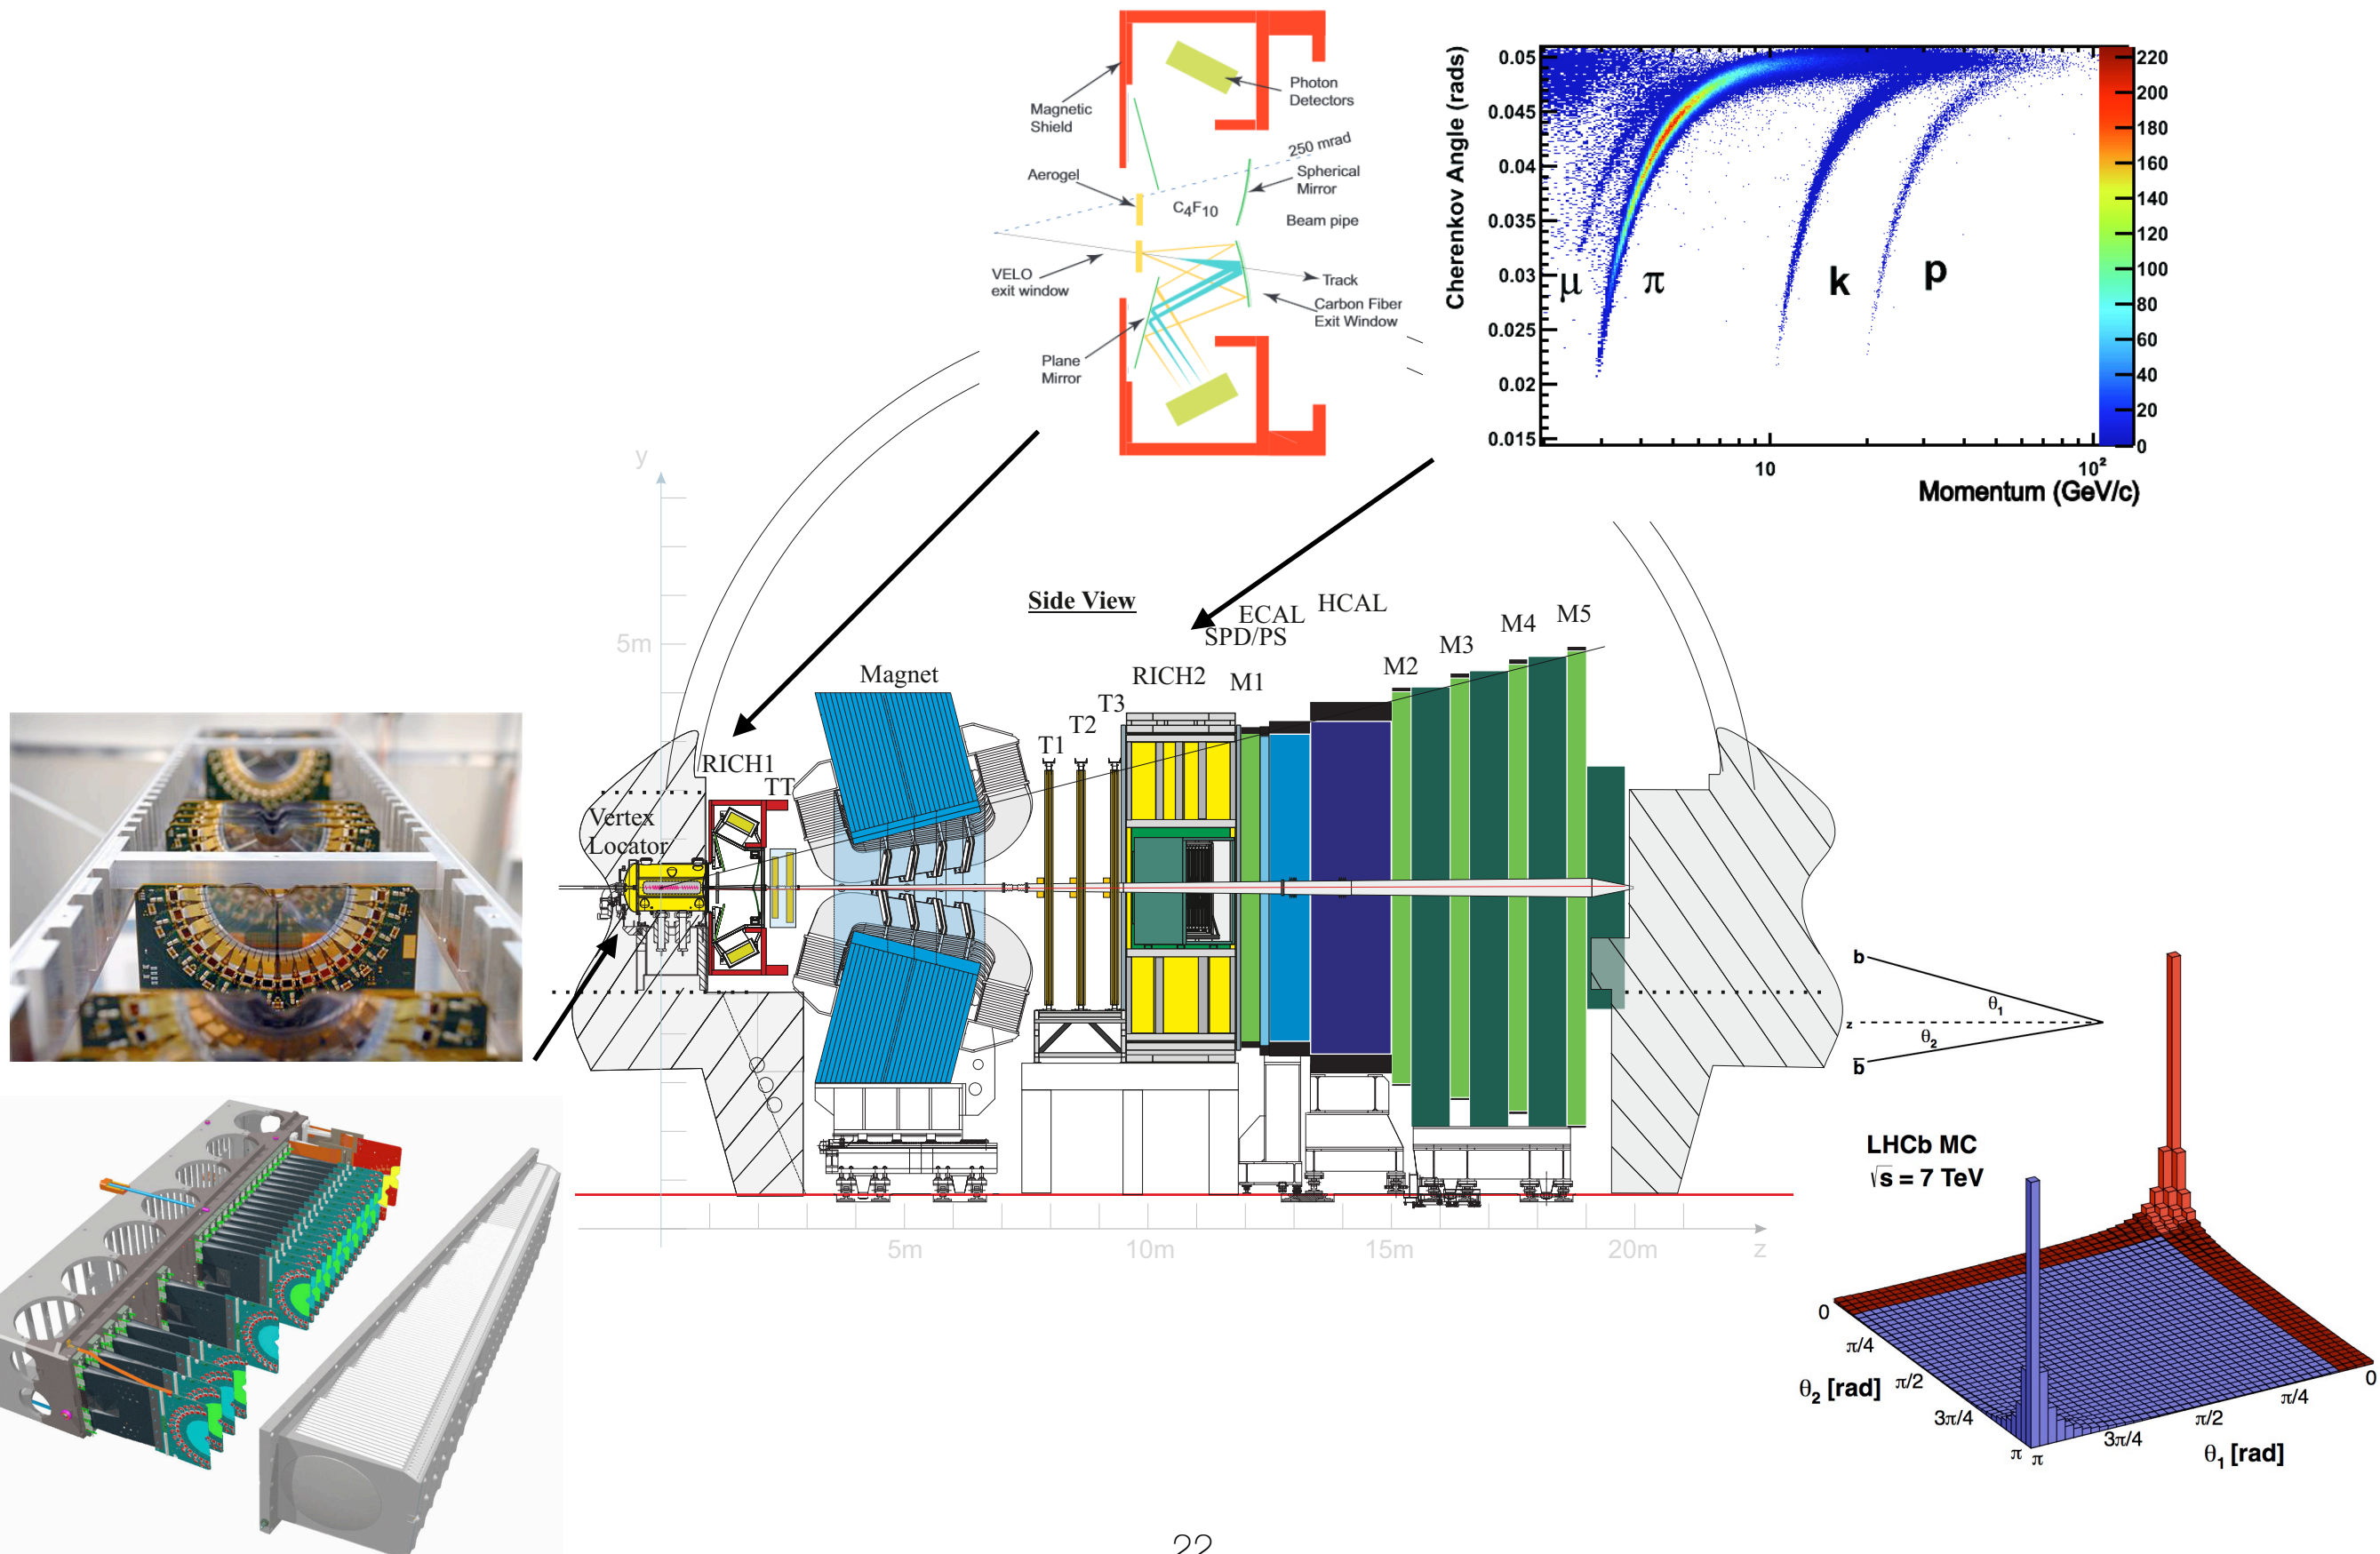 Magnetic
Shield
Photon
Detectors
250 mrad
Aerogel
Spherical
Mirror
C₄F₁₀
Beam pipe
VELO
exit window
Track
Carbon Fiber
Exit Window
Plane
Mirror
Cherenkov Angle (rads)
0.05
0.045
0.04
0.035
0.03
0.025
0.02
0.015
μ
π
k
p
10
10²
Momentum (GeV/c)
220
200
180
160
140
120
100
80
60
40
20
0
y
5m
Side View
ECAL
HCAL
SPD/PS
M1
M2
M3
M4
M5
RICH2
T3
T2
T1
Magnet
RICH1
TT
Vertex
Locator
5m
10m
15m
20m
z
b
θ₁
z
θ₂
b̅
LHCb MC
√s = 7 TeV
0
π/4
π/2
3π/4
π
θ₂ [rad]
π
3π/4
π/2
π/4
0
θ₁ [rad]
22